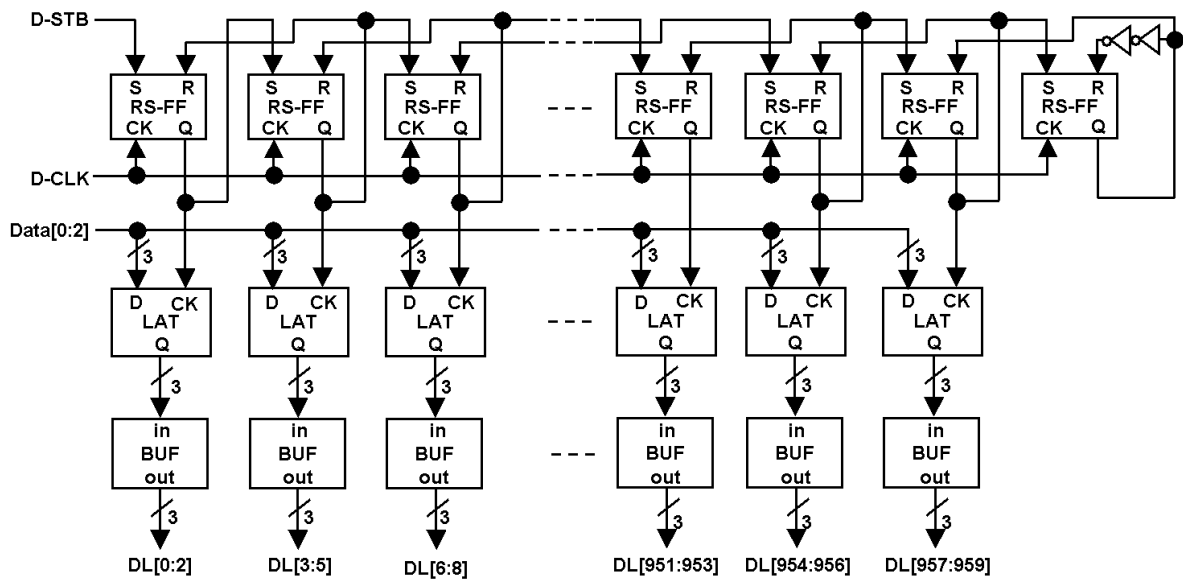 D-STB
S R S R S R S R S R S R S R
RS-FF RS-FF RS-FF RS-FF RS-FF RS-FF RS-FF
CK Q CK Q CK Q CK Q CK Q CK Q CK Q
D-CLK
Data[0:2]
3 3 3 3 3 3
D CK D CK D CK D CK D CK D CK
LAT LAT LAT LAT LAT LAT
Q Q Q Q Q Q
3 3 3 3 3 3
in in in in in in
BUF BUF BUF BUF BUF BUF
out out out out out out
3 3 3 3 3 3
DL[0:2] DL[3:5] DL[6:8] DL[951:953] DL[954:956] DL[957:959]